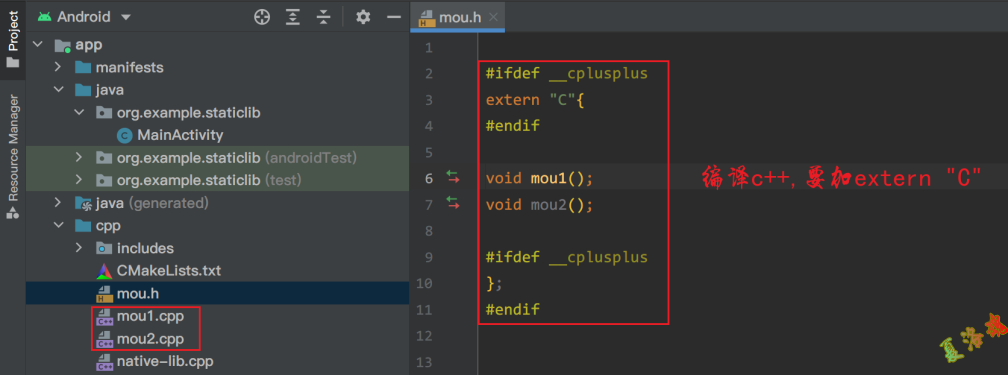 Project
Resource Manager
Android
app
manifests
java
org.example.staticlib
MainActivity
org.example.staticlib (androidTest)
org.example.staticlib (test)
java (generated)
cpp
includes
CMakeLists.txt
mou.h
mou1.cpp
mou2.cpp
native-lib.cpp
mou.h
1
2 #ifdef __cplusplus
3 extern "C"{
4 #endif
5
6 void mou1();
7 void mou2();
8
9 #ifdef __cplusplus
10 };
11 #endif
12
13
编译c++,要加extern "C"